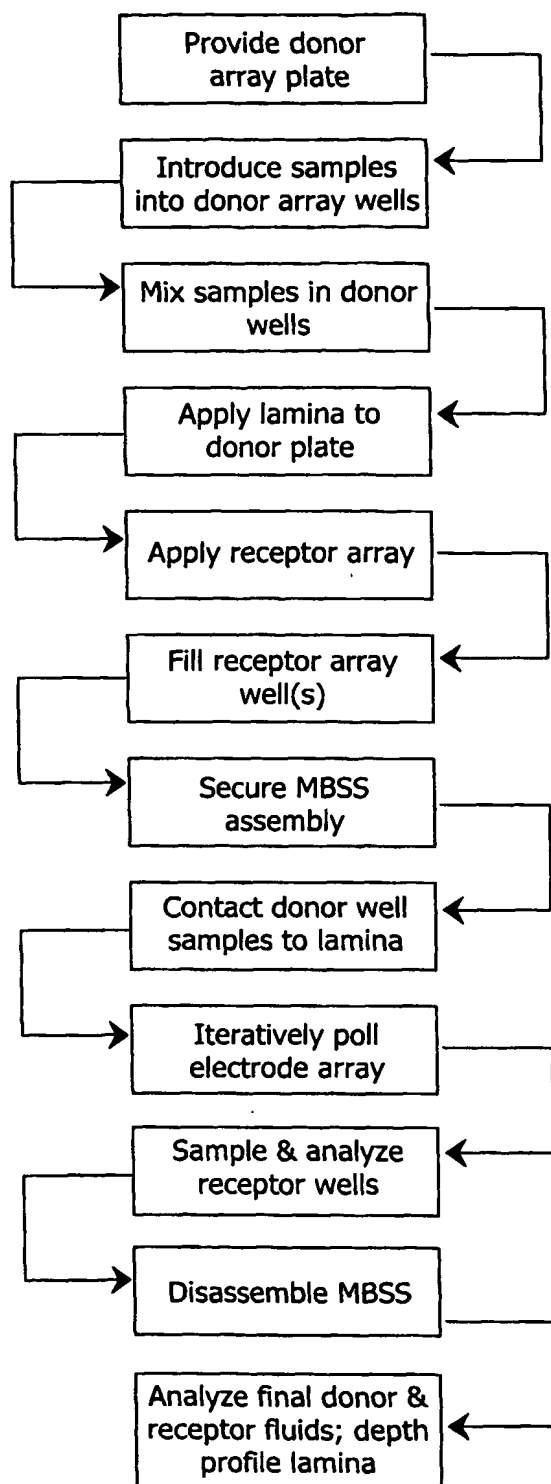 Provide donor
array plate
Introduce samples
into donor array wells
Mix samples in donor
wells
Apply lamina to
donor plate
Apply receptor array
Fill receptor array
well(s)
Secure MBSS
assembly
Contact donor well
samples to lamina
Iteratively poll
electrode array
Sample & analyze
receptor wells
Disassemble MBSS
Analyze final donor &
receptor fluids; depth
profile lamina